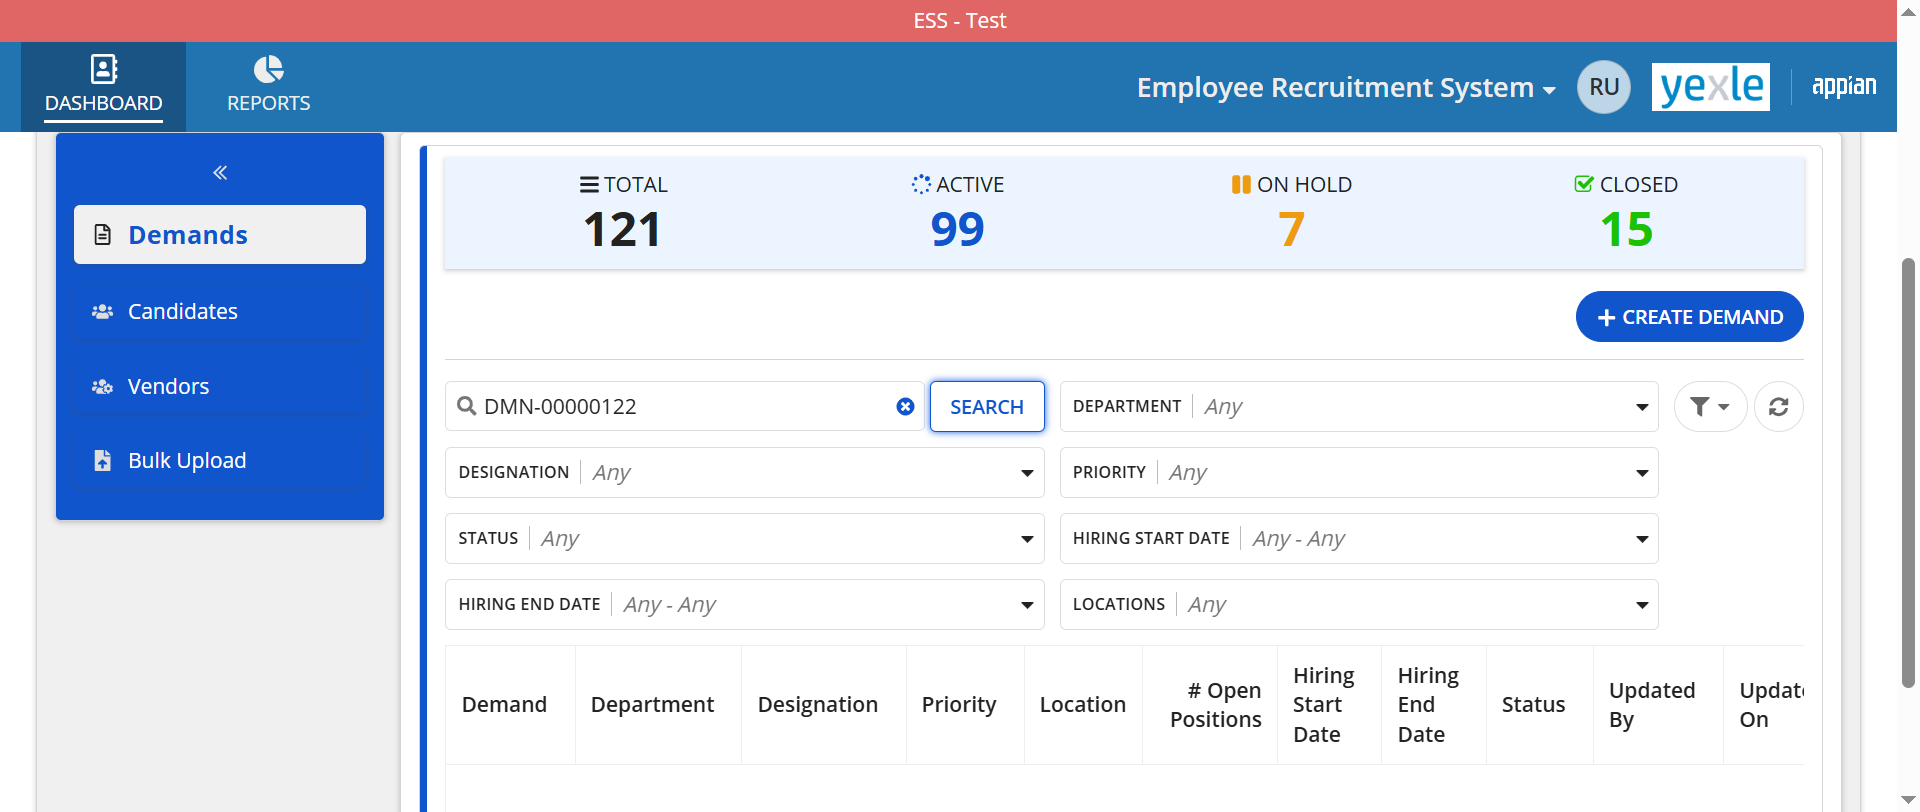 ESS - Test
DASHBOARD
REPORTS
Employee Recruitment System
RU
yexle
appian
Demands
Candidates
Vendors
Bulk Upload
TOTAL
121
ACTIVE
99
ON HOLD
7
CLOSED
15
+ CREATE DEMAND
DMN-00000122
SEARCH
DEPARTMENT Any
DESIGNATION Any
PRIORITY Any
STATUS Any
HIRING START DATE Any - Any
HIRING END DATE Any - Any
LOCATIONS Any
Demand
Department
Designation
Priority
Location
# Open
Positions
Hiring
Start
Date
Hiring
End
Date
Status
Updated
By
Update
On